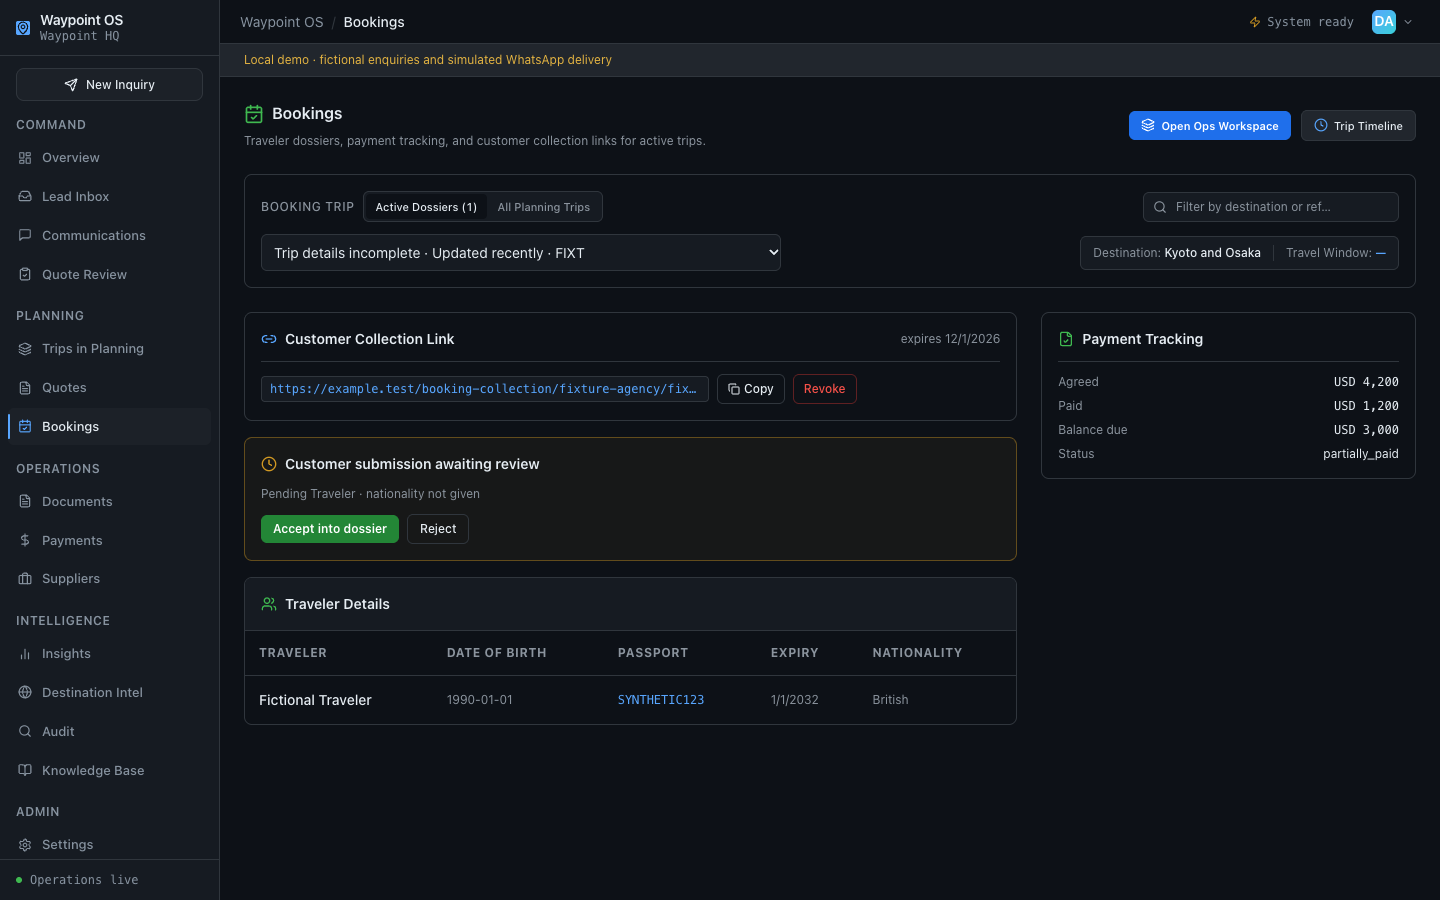 Waypoint OS
Waypoint HQ
New Inquiry
COMMAND
Overview
Lead Inbox
Communications
Quote Review
PLANNING
Trips in Planning
Quotes
Bookings
OPERATIONS
Documents
Payments
Suppliers
INTELLIGENCE
Insights
Destination Intel
Audit
Knowledge Base
ADMIN
Settings
Operations live
Waypoint OS / Bookings
System ready
DA
Local demo · fictional enquiries and simulated WhatsApp delivery
Bookings
Traveler dossiers, payment tracking, and customer collection links for active trips.
Open Ops Workspace
Trip Timeline
BOOKING TRIP
Active Dossiers (1)
All Planning Trips
Filter by destination or ref...
Trip details incomplete · Updated recently · FIXT
Destination: Kyoto and Osaka
Travel Window: —
Customer Collection Link
expires 12/1/2026
https://example.test/booking-collection/fixture-agency/fix…
Copy
Revoke
Customer submission awaiting review
Pending Traveler · nationality not given
Accept into dossier
Reject
Traveler Details
TRAVELER DATE OF BIRTH PASSPORT EXPIRY NATIONALITY
Fictional Traveler 1990-01-01 SYNTHETIC123 1/1/2032 British
Payment Tracking
Agreed USD 4,200
Paid USD 1,200
Balance due USD 3,000
Status partially_paid